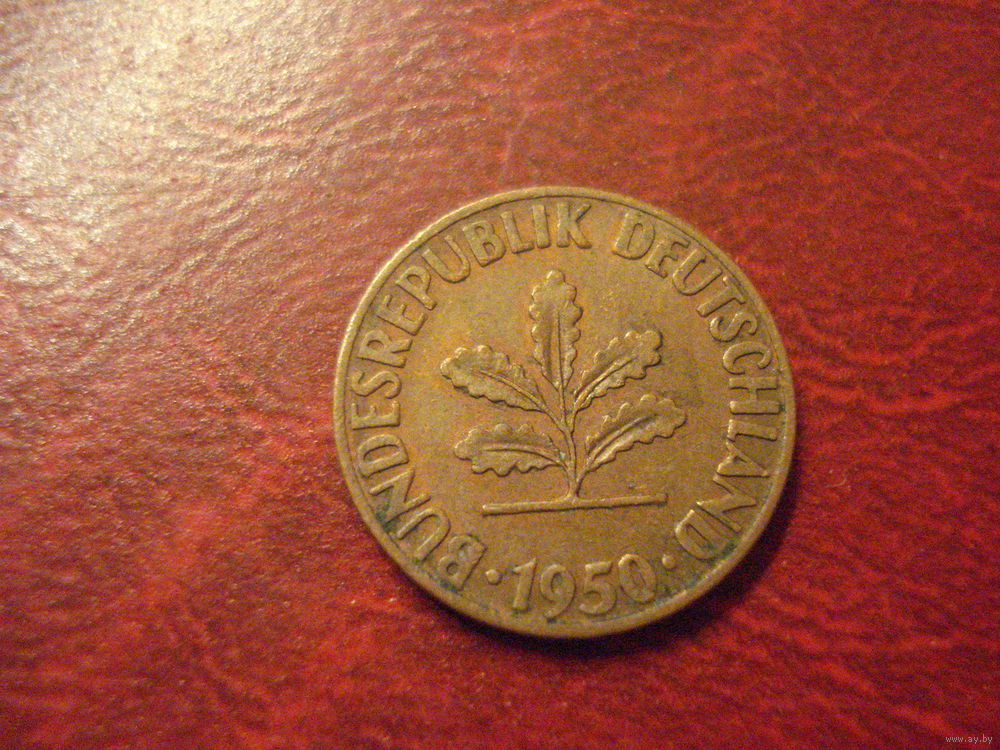 BUNDESREPUBLIK DEUTSCHLAND
· 1950 ·
www.ay.by